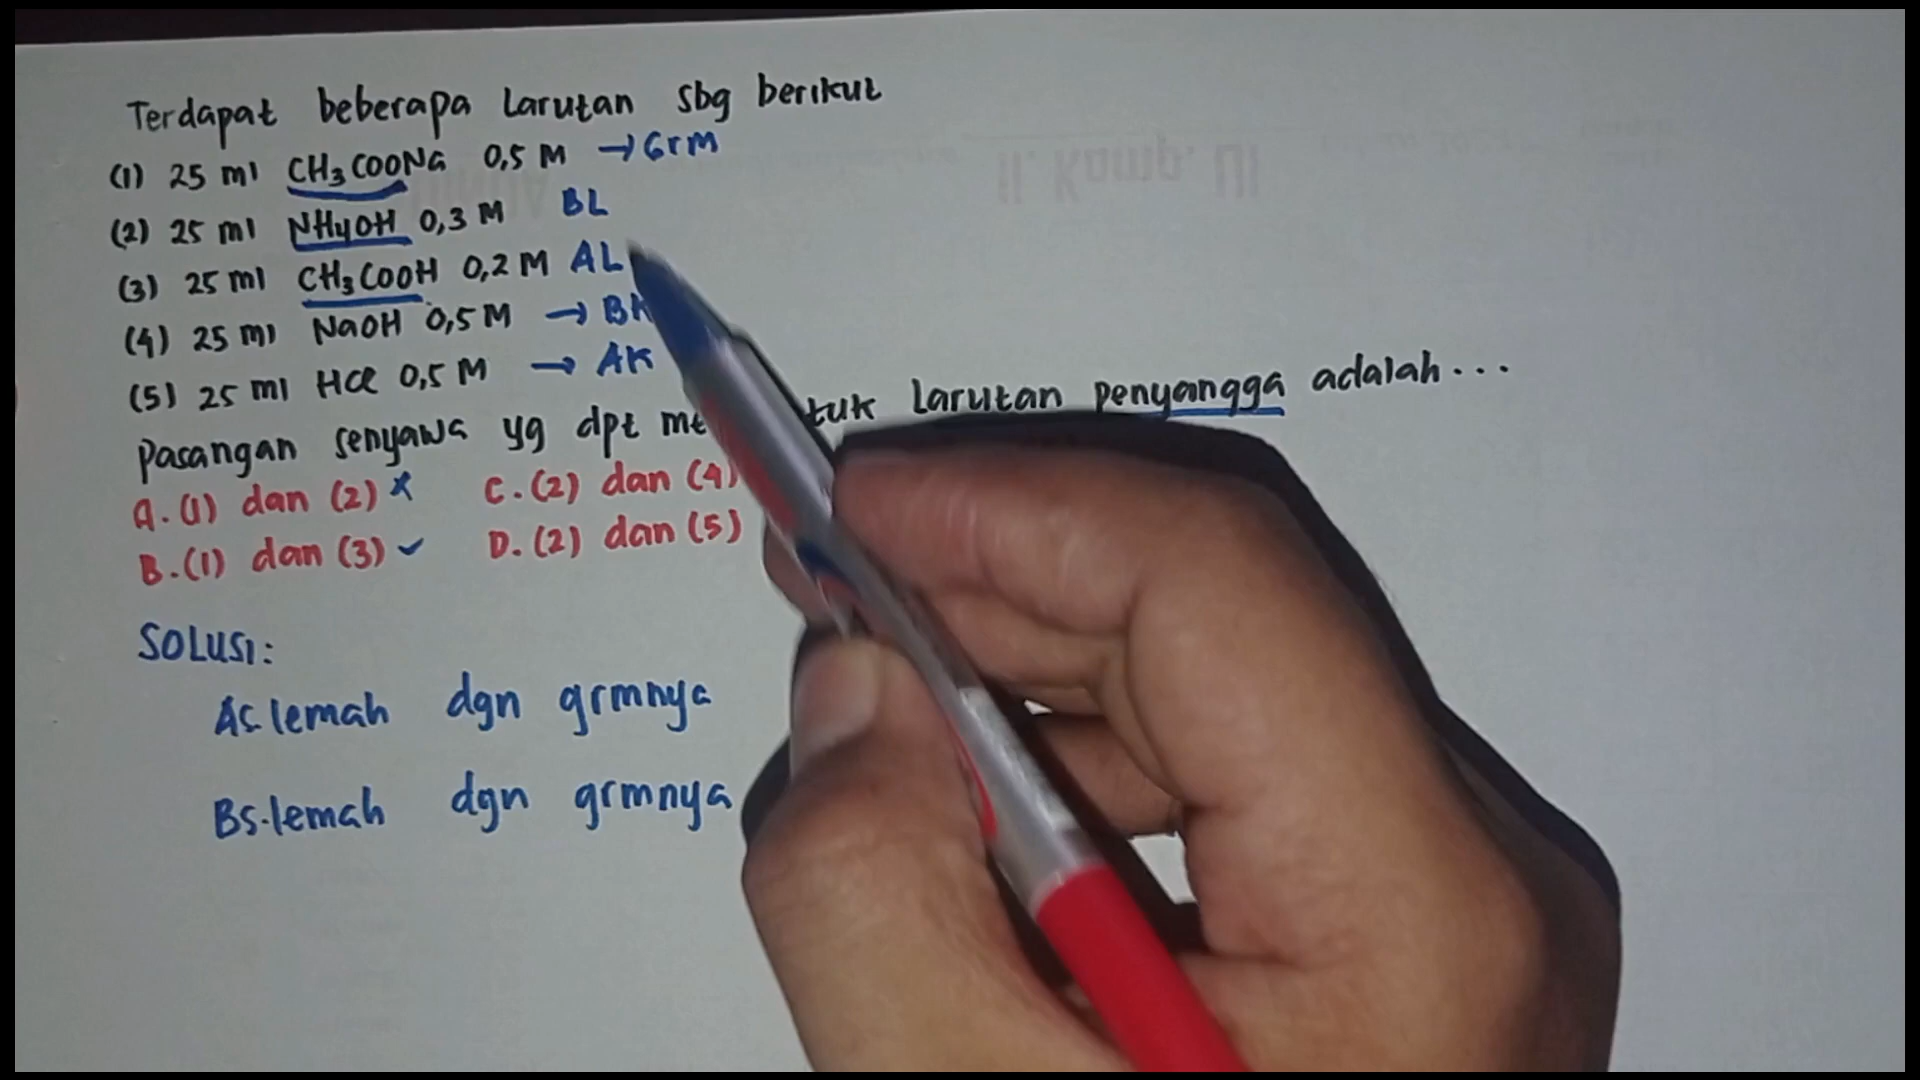 Terdapat beberapa Larutan sbg berikut
(1) 25 ml CH₃COONa 0,5 M → Grm
(2) 25 ml NH₄OH 0,3 M BL
(3) 25 ml CH₃COOH 0,2 M AL
(4) 25 ml NaOH 0,5 M →
(5) 25 ml HCl 0,5 M → AK
Pasangan senyawa yg dpt Larutan penyangga adalah...
A. (1) dan (2) x C. (2) dan (4)
B. (1) dan (3) ✓ D. (2) dan (5)
SOLUSI:
As.lemah dgn grmnya
Bs.lemah dgn grmnya